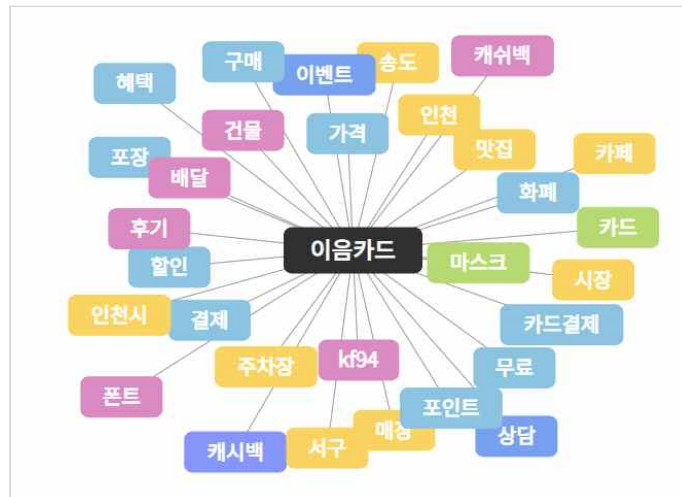 구매
이벤트
송도
캐쉬백
혜택
인천
건물
가격
맛집
카페
포장
배달
화폐
후기
카드
이음카드
할인
마스크
시장
인천시
결제
카드결제
주차장
kf94
무료
폰트
포인트
매장
상담
캐시백
서구